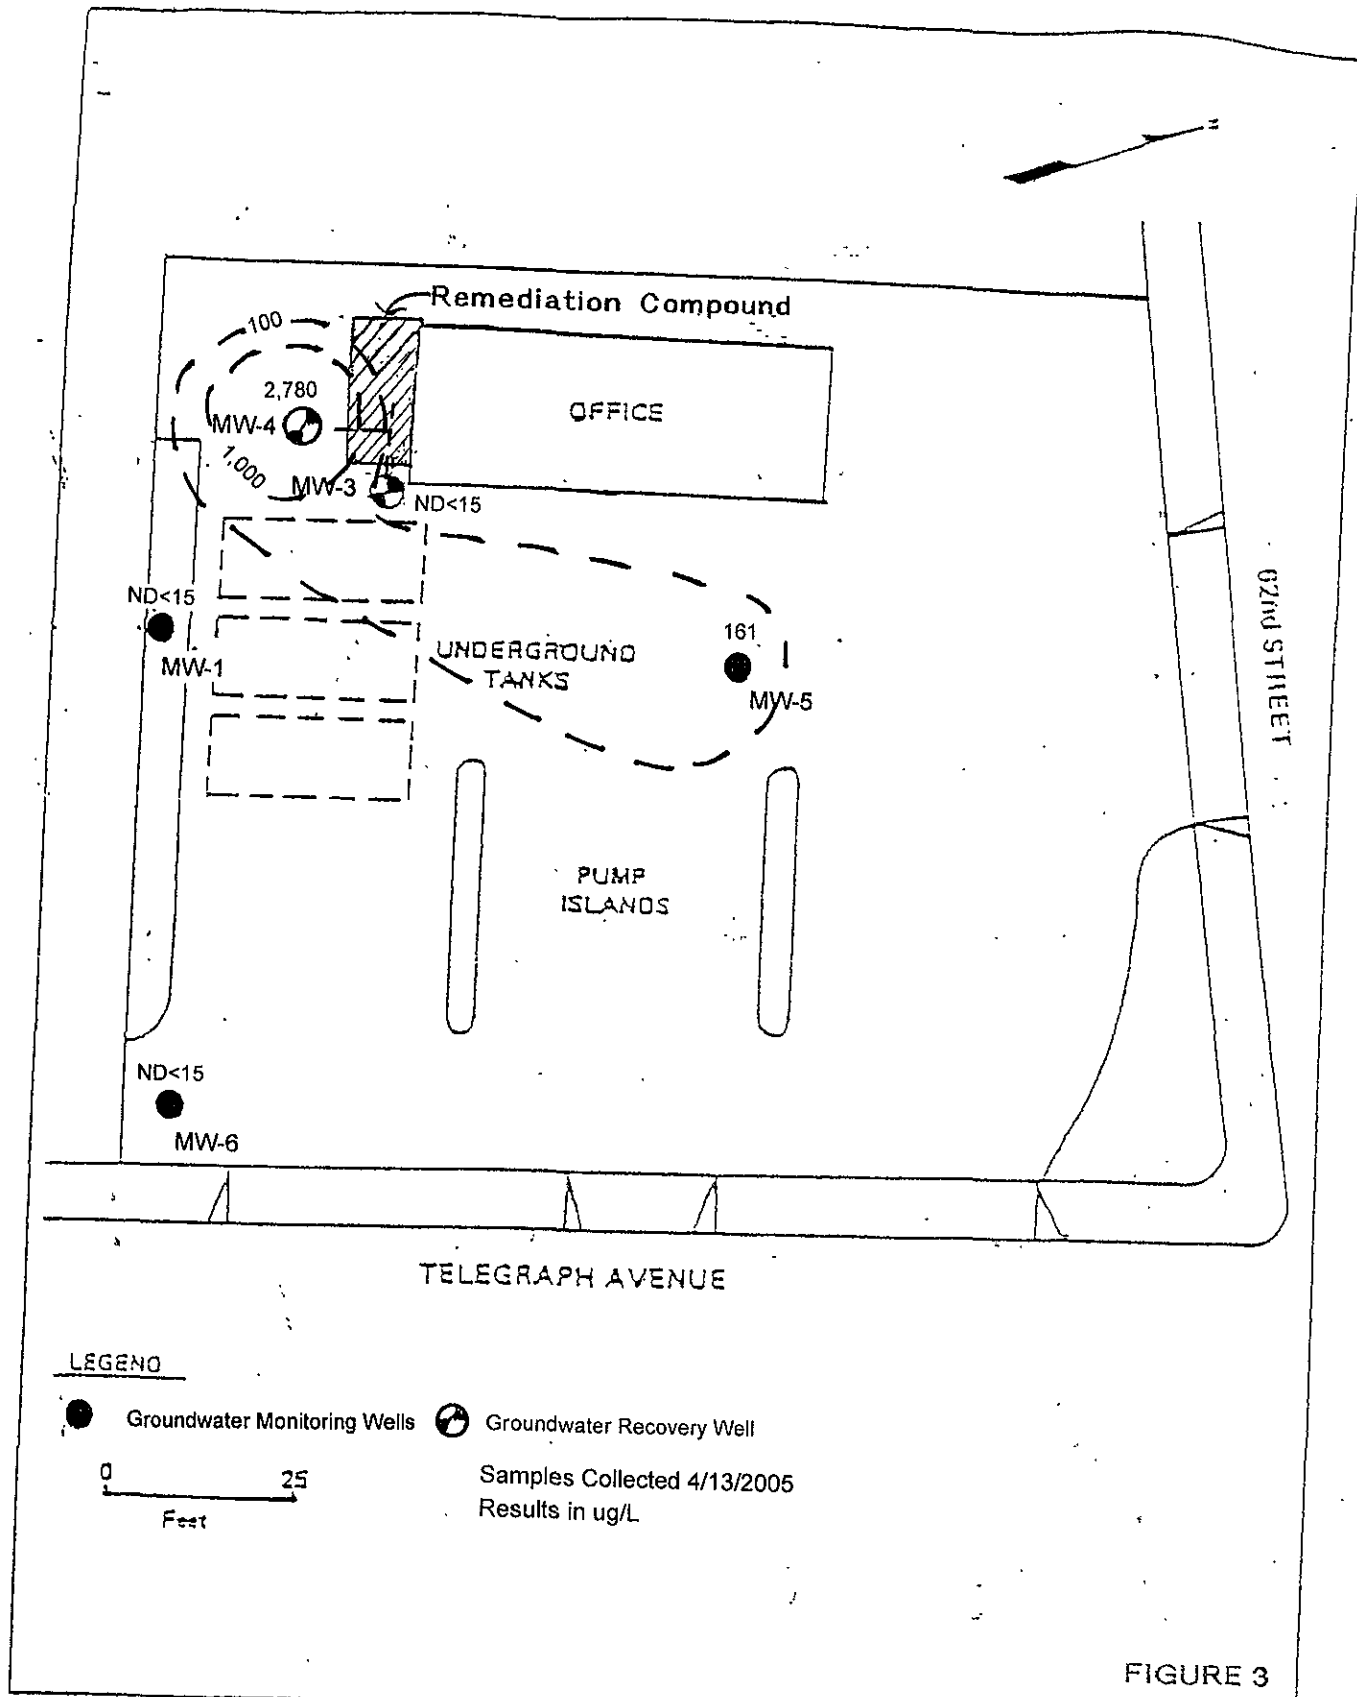 Remediation Compound
100
2,780
MW-4
OFFICE
1,000
MW-3
ND<15
ND<15
MW-1
UNDERGROUND
TANKS
161
MW-5
62nd STREET
PUMP
ISLANDS
ND<15
MW-6
TELEGRAPH AVENUE
LEGEND
Groundwater Monitoring Wells
Groundwater Recovery Well
0 25
Feet
Samples Collected 4/13/2005
Results in ug/L
FIGURE 3